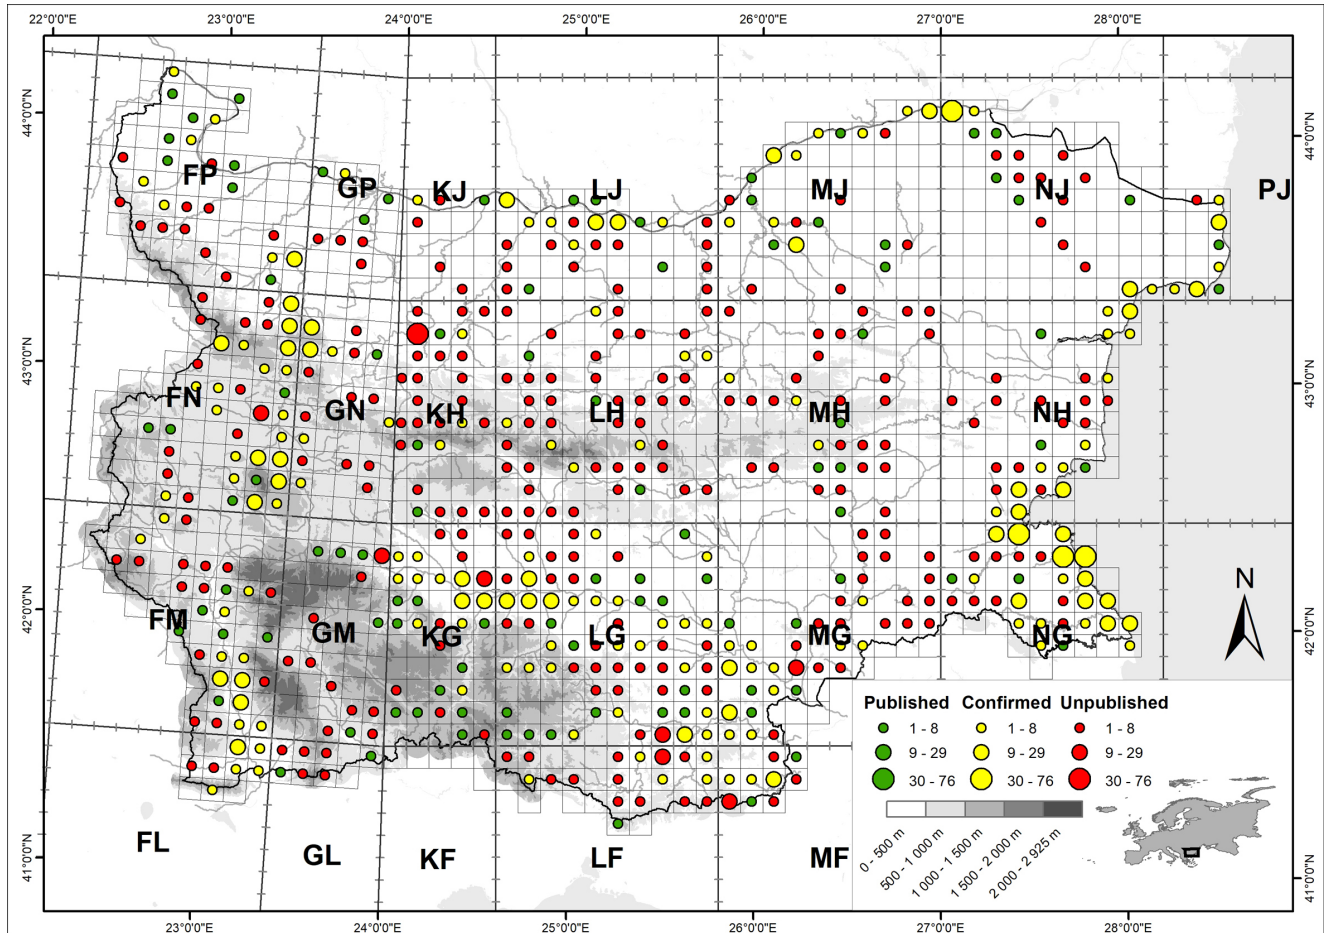 22°0'0"E 23°0'0"E 24°0'0"E 25°0'0"E 26°0'0"E 27°0'0"E 28°0'0"E
44°0'0"N
44°0'0"N
FP GP KJ LJ MJ NJ PJ
43°0'0"N
43°0'0"N
FN GN KH LH MH NH
42°0'0"N
42°0'0"N
FM GM KG LG MG NG
N
Published Confirmed Unpublished
1 - 8 1 - 8 1 - 8
9 - 29 9 - 29 9 - 29
30 - 76 30 - 76 30 - 76
0 - 500 m
500 - 1 000 m
1 000 - 1 500 m
1 500 - 2 000 m
2 000 - 2 925 m
FL GL KF LF MF
41°0'0"N
41°0'0"N
23°0'0"E 24°0'0"E 25°0'0"E 26°0'0"E 27°0'0"E 28°0'0"E